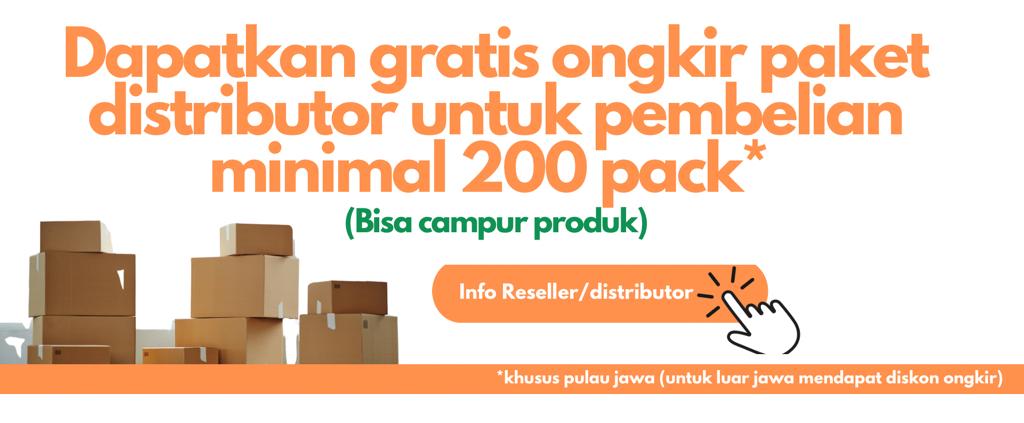 Dapatkan gratis ongkir paket
distributor untuk pembelian
minimal 200 pack*
(Bisa campur produk)
Info Reseller/distributor
*khusus pulau jawa (untuk luar jawa mendapat diskon ongkir)